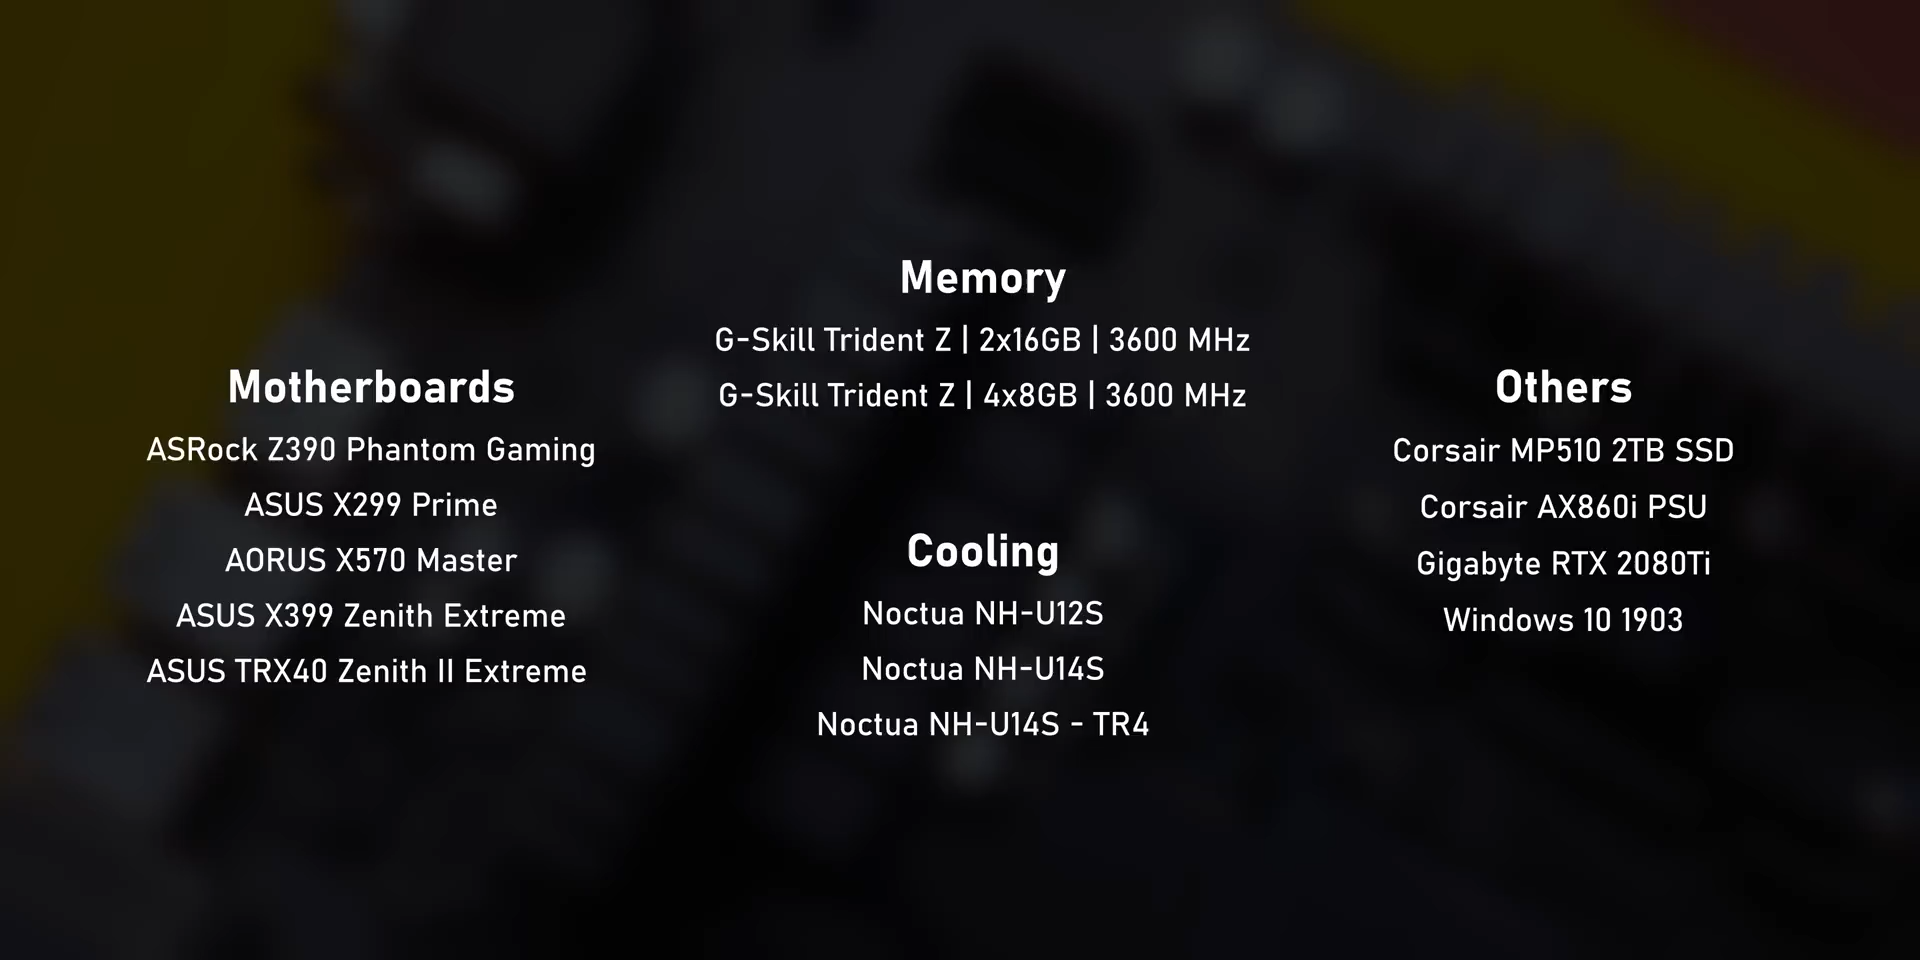 Motherboards
ASRock Z390 Phantom Gaming
ASUS X299 Prime
AORUS X570 Master
ASUS X399 Zenith Extreme
ASUS TRX40 Zenith II Extreme
Memory
G-Skill Trident Z | 2x16GB | 3600 MHz
G-Skill Trident Z | 4x8GB | 3600 MHz
Cooling
Noctua NH-U12S
Noctua NH-U14S
Noctua NH-U14S - TR4
Others
Corsair MP510 2TB SSD
Corsair AX860i PSU
Gigabyte RTX 2080Ti
Windows 10 1903